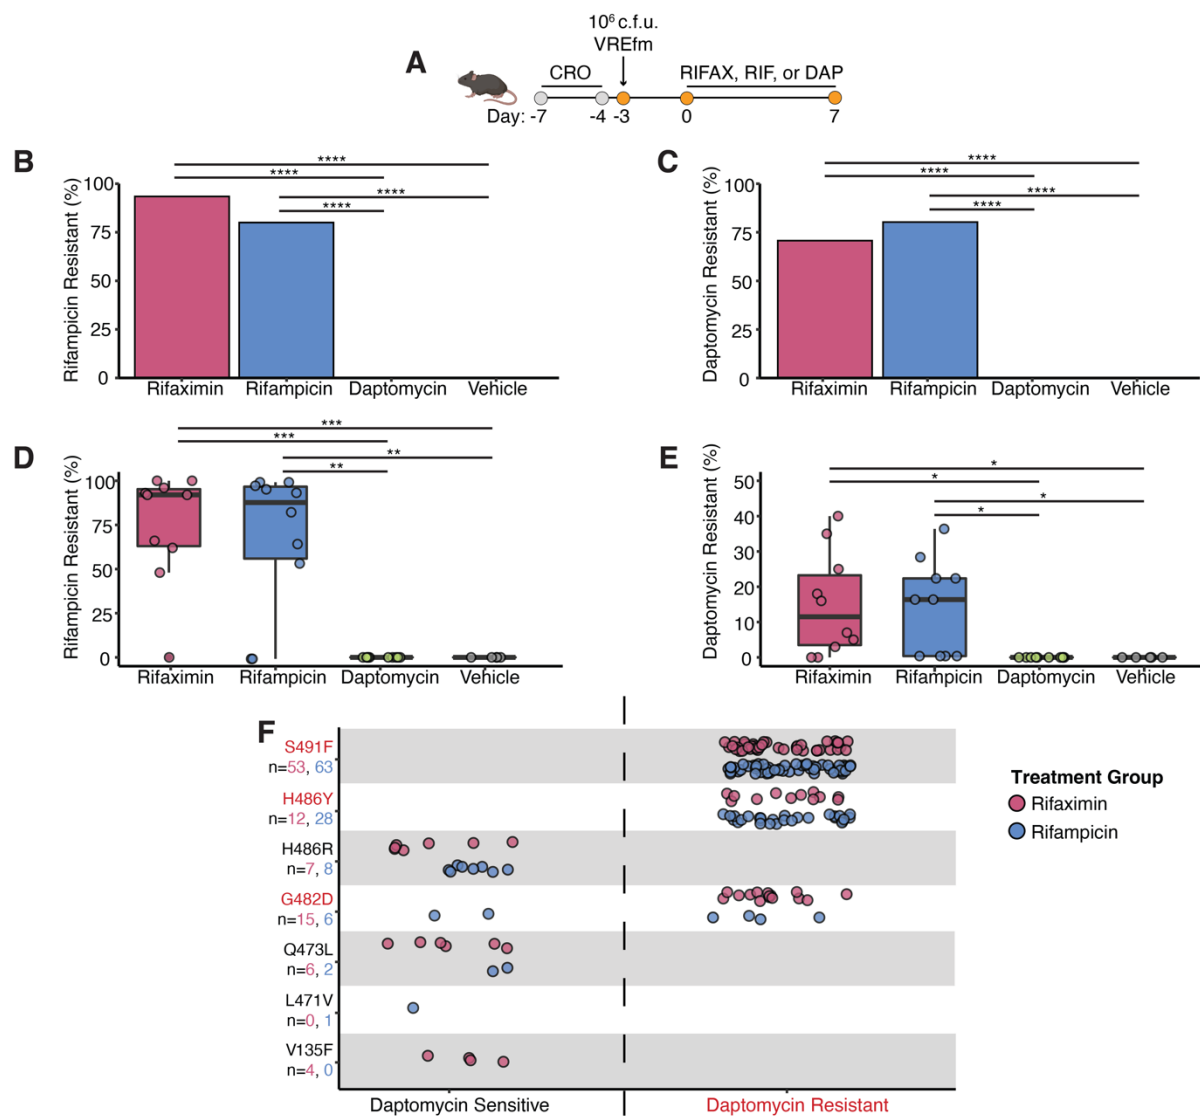 A
10⁶ c.f.u.
VREfm
CRO
RIFAX, RIF, or DAP
Day: -7 -4 -3 0 7
B
Rifampicin Resistant (%)
100
75
50
25
0
****
****
****
****
Rifaximin Rifampicin Daptomycin Vehicle
C
Daptomycin Resistant (%)
100
75
50
25
0
****
****
****
****
Rifaximin Rifampicin Daptomycin Vehicle
D
Rifampicin Resistant (%)
100
75
50
25
0
***
***
**
**
Rifaximin Rifampicin Daptomycin Vehicle
E
Daptomycin Resistant (%)
50
40
30
20
10
0
*
*
*
*
Rifaximin Rifampicin Daptomycin Vehicle
F
S491F
n=53, 63
H486Y
n=12, 28
H486R
n=7, 8
G482D
n=15, 6
Q473L
n=6, 2
L471V
n=0, 1
V135F
n=4, 0
Daptomycin Sensitive Daptomycin Resistant
Treatment Group
Rifaximin
Rifampicin